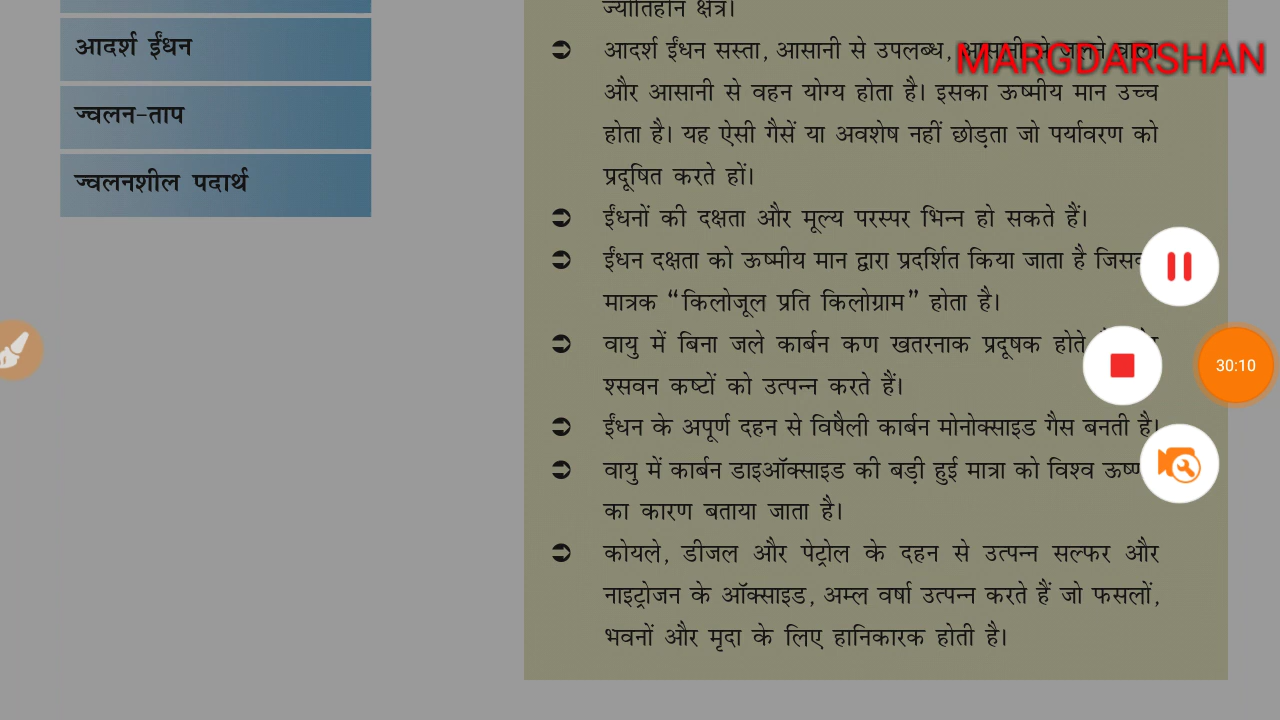 आदर्श ईंधन
ज्वलन-ताप
ज्वलनशील पदार्थ
ज्योतिहीन क्षेत्र।
➲ आदर्श ईंधन सस्ता, आसानी से उपलब्ध, आसानी से जलने वाला
MARGDARSHAN
और आसानी से वहन योग्य होता है। इसका ऊष्मीय मान उच्च
होता है। यह ऐसी गैसें या अवशेष नहीं छोड़ता जो पर्यावरण को
प्रदूषित करते हों।
➲ ईंधनों की दक्षता और मूल्य परस्पर भिन्न हो सकते हैं।
➲ ईंधन दक्षता को ऊष्मीय मान द्वारा प्रदर्शित किया जाता है
मात्रक “किलोजूल प्रति किलोग्राम” होता है।
➲ वायु में बिना जले कार्बन कण खतरनाक प्रदूषक होते
श्सवन कष्टों को उत्पन्न करते हैं।
30:10
➲ ईंधन के अपूर्ण दहन से विषैली कार्बन मोनोक्साइड गैस बनती है।
➲ वायु में कार्बन डाइऑक्साइड की बड़ी हुई मात्रा को विश्व
का कारण बताया जाता है।
➲ कोयले, डीजल और पेट्रोल के दहन से उत्पन्न सल्फर और
नाइट्रोजन के ऑक्साइड, अम्ल वर्षा उत्पन्न करते हैं जो फसलों,
भवनों और मृदा के लिए हानिकारक होती है।